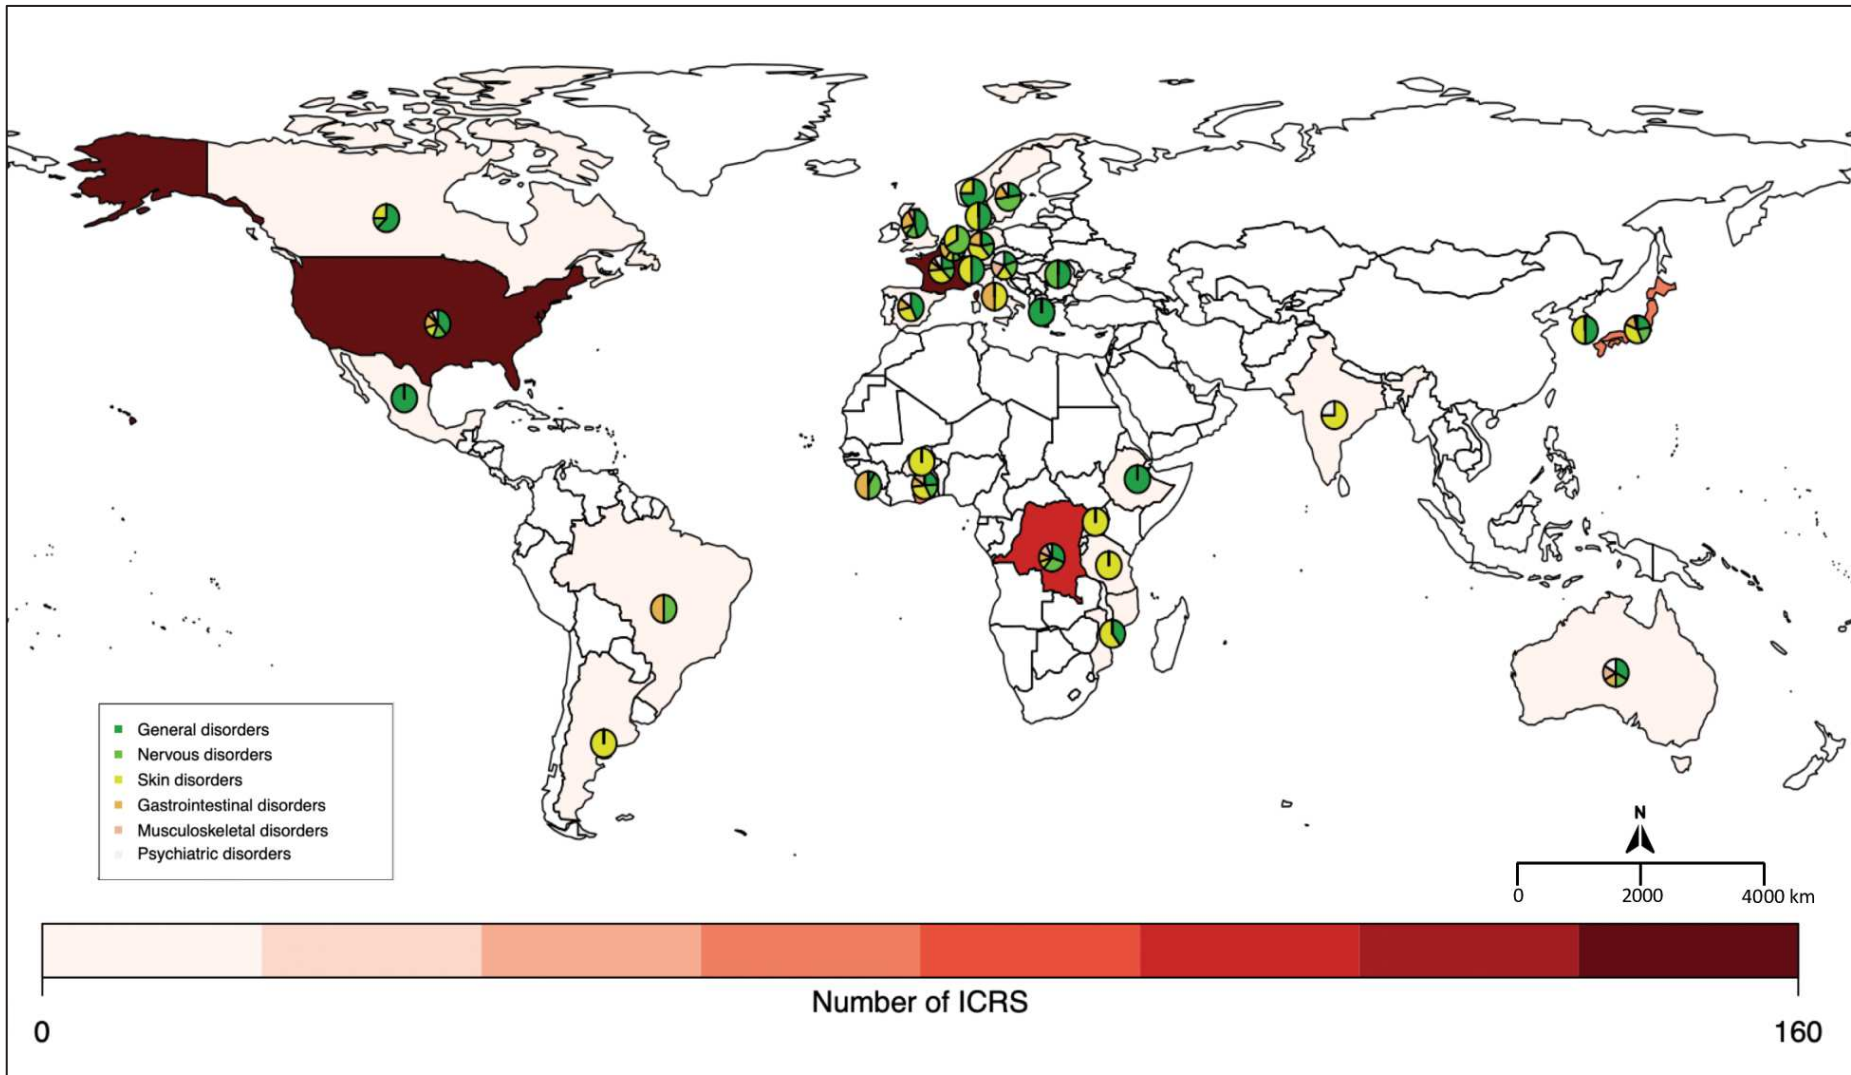 General disorders
Nervous disorders
Skin disorders
Gastrointestinal disorders
Musculoskeletal disorders
Psychiatric disorders
N
0 2000 4000 km
Number of ICRS
0 160